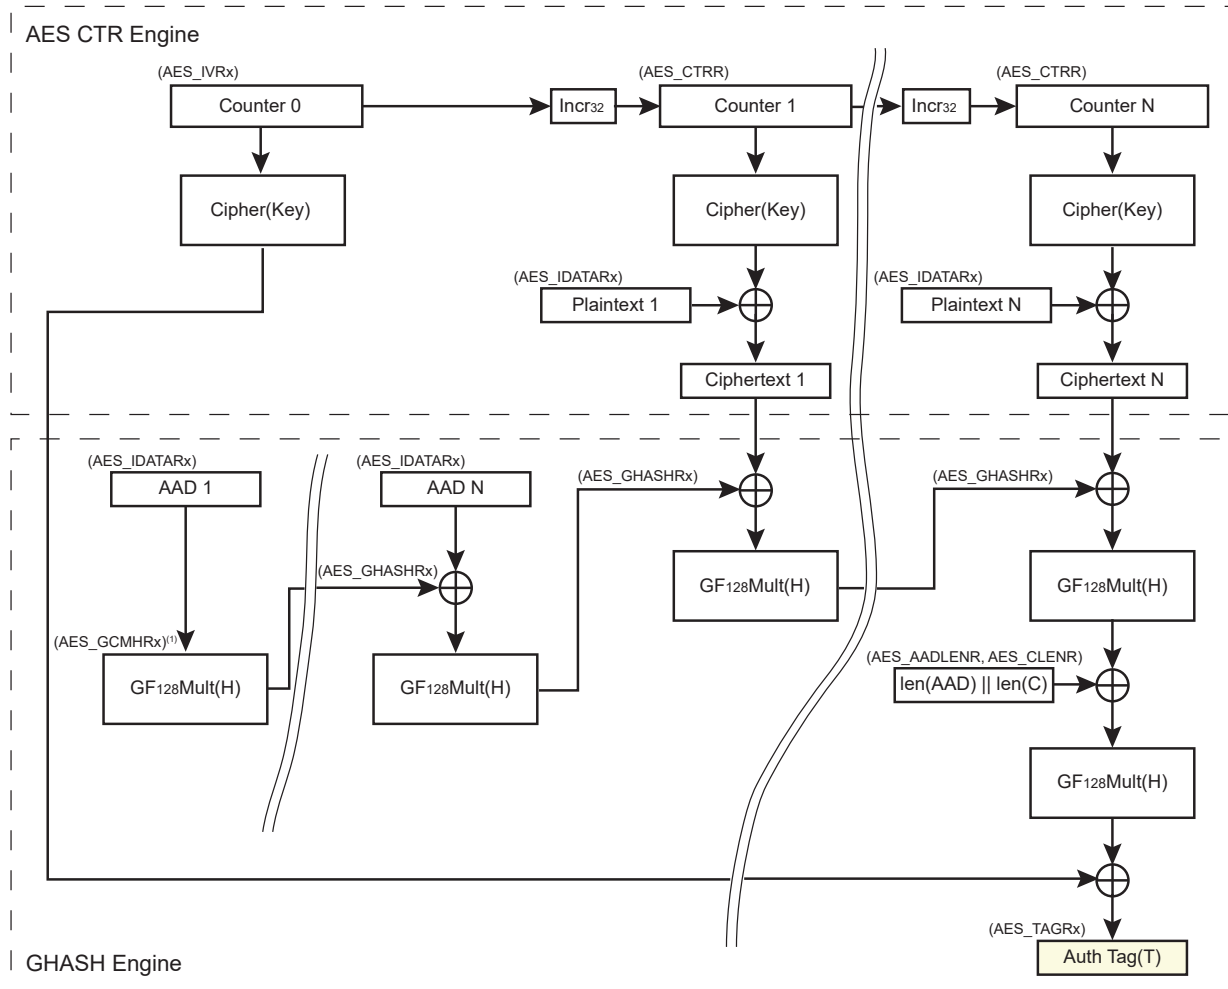 AES CTR Engine
(AES_IVRx)
(AES_CTRR)
(AES_CTRR)
Counter 0
Incr32
Counter 1
Incr32
Counter N
Cipher(Key)
Cipher(Key)
Cipher(Key)
(AES_IDATARx)
(AES_IDATARx)
Plaintext 1
Plaintext N
Ciphertext 1
Ciphertext N
(AES_IDATARx)
(AES_IDATARx)
AAD 1
AAD N
(AES_GHASHRx)
(AES_GHASHRx)
(AES_GHASHRx)
GF128Mult(H)
GF128Mult(H)
(AES_GCMHRx)(1)
GF128Mult(H)
GF128Mult(H)
(AES_AADLENR, AES_CLENR)
len(AAD) || len(C)
GF128Mult(H)
(AES_TAGRx)
Auth Tag(T)
GHASH Engine